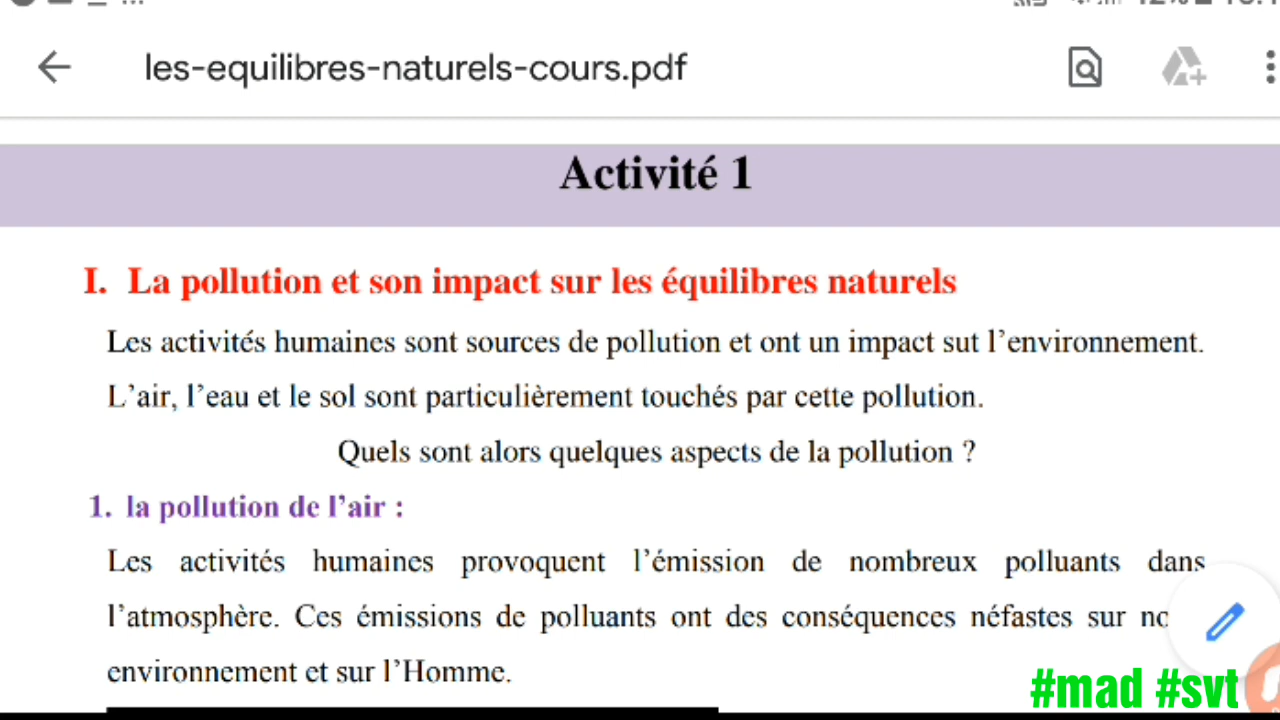 les-equilibres-naturels-cours.pdf
Activité 1
I. La pollution et son impact sur les équilibres naturels
Les activités humaines sont sources de pollution et ont un impact sut l’environnement.
L’air, l’eau et le sol sont particulièrement touchés par cette pollution.
Quels sont alors quelques aspects de la pollution ?
1. la pollution de l’air :
Les activités humaines provoquent l’émission de nombreux polluants dans
l’atmosphère. Ces émissions de polluants ont des conséquences néfastes sur
environnement et sur l’Homme.
#mad #svt